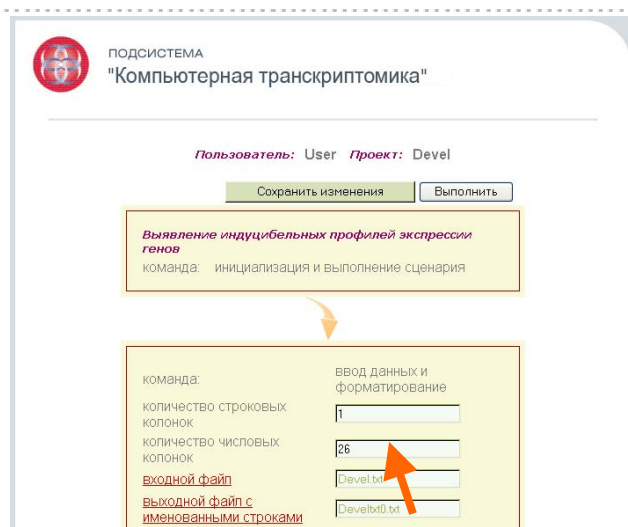 ПОДСИСТЕМА
"Компьютерная транскриптомика"
Пользователь: User Проект: Devel
Сохранить изменения Выполнить
Выявление индуцибельных профилей экспрессии
генов
команда: инициализация и выполнение сценария
команда: ввод данных и
форматирование
количество строковых
колонок 1
количество числовых
колонок 26
входной файл Devel.txt
выходной файл с
именованными строками Develtxt0.txt